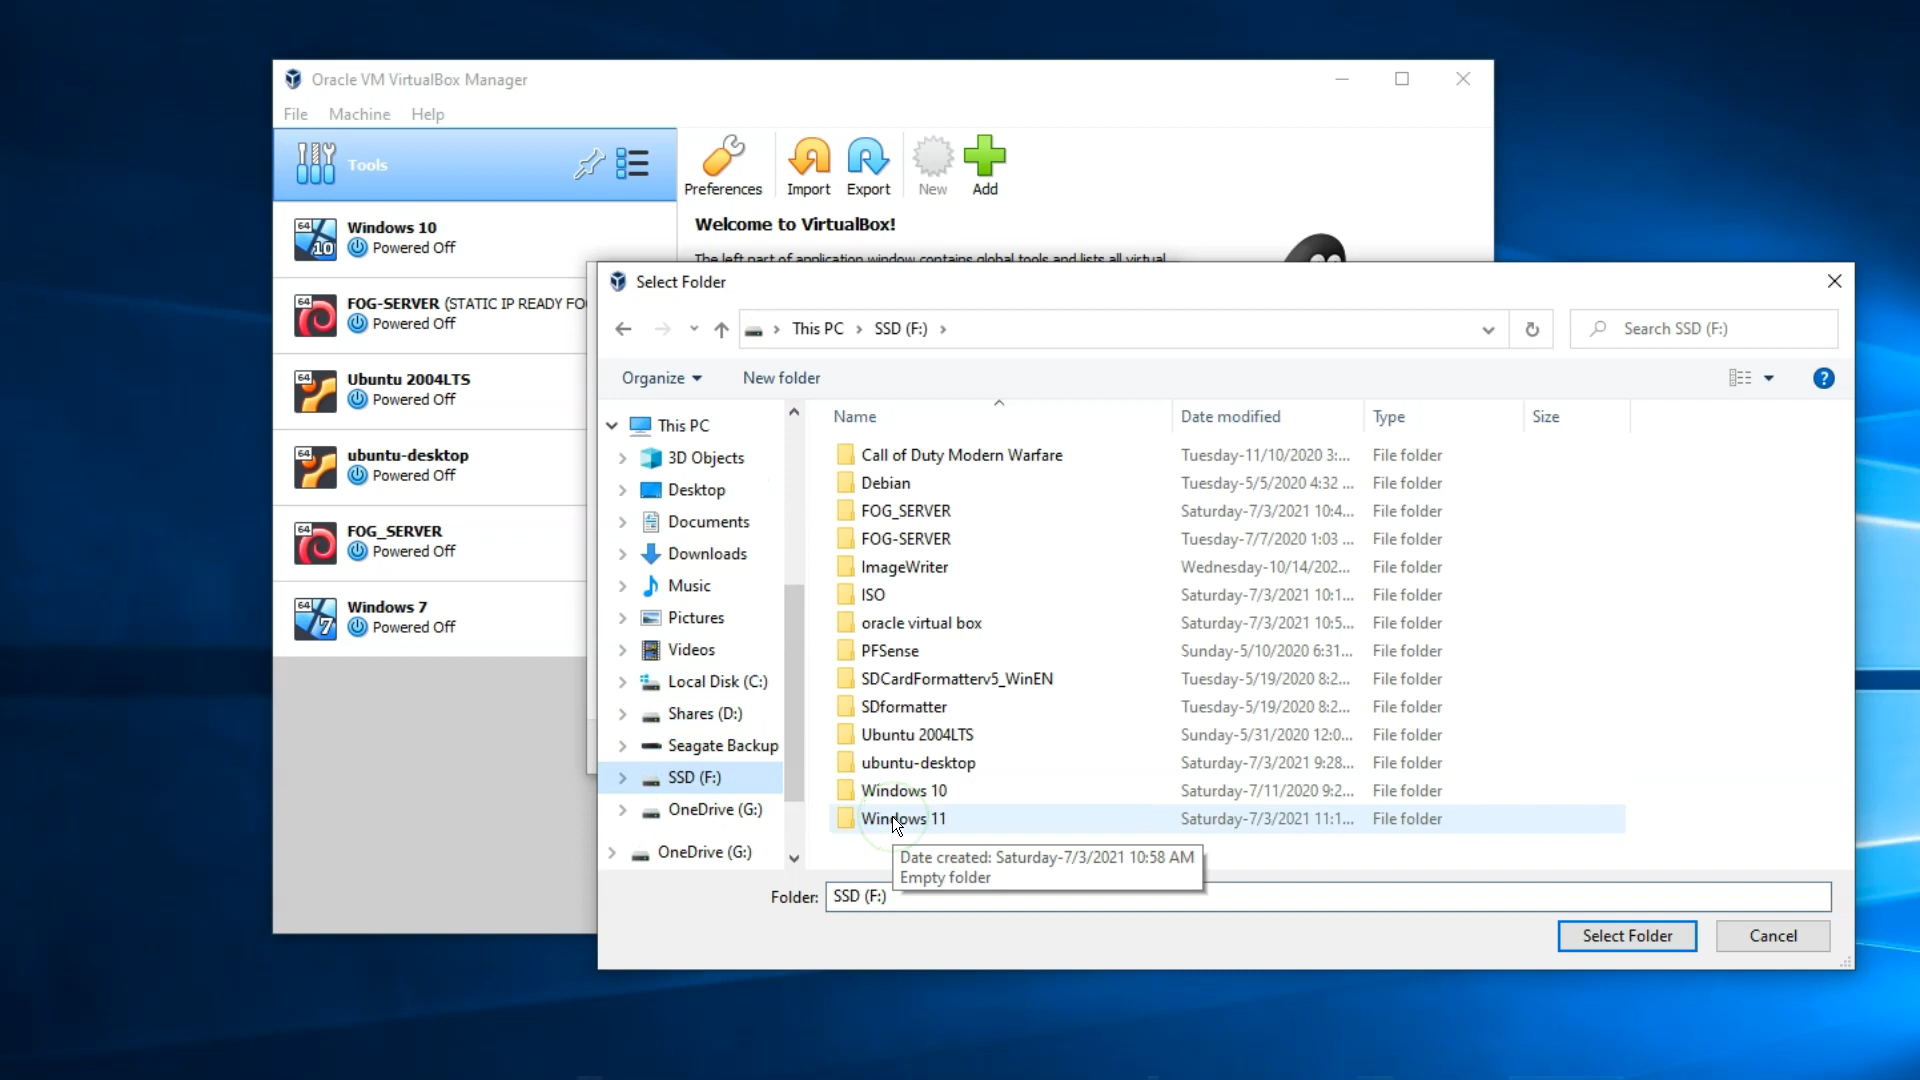 Oracle VM VirtualBox Manager
File Machine Help
Tools
Preferences Import Export New Add
Welcome to VirtualBox!
The left part of application window contains global tools and lists all virtual
64 10 Windows 10
Powered Off
64 FOG-SERVER (STATIC IP READY FO
Powered Off
64 Ubuntu 2004LTS
Powered Off
64 ubuntu-desktop
Powered Off
64 FOG_SERVER
Powered Off
64 7 Windows 7
Powered Off
Select Folder
This PC > SSD (F:) >
Search SSD (F:)
Organize New folder ?
This PC
3D Objects
Desktop
Documents
Downloads
Music
Pictures
Videos
Local Disk (C:)
Shares (D:)
Seagate Backup
SSD (F:)
OneDrive (G:)
OneDrive (G:)
Name Date modified Type Size
Call of Duty Modern Warfare Tuesday-11/10/2020 3:... File folder
Debian Tuesday-5/5/2020 4:32 ... File folder
FOG_SERVER Saturday-7/3/2021 10:4... File folder
FOG-SERVER Tuesday-7/7/2020 1:03 ... File folder
ImageWriter Wednesday-10/14/202... File folder
ISO Saturday-7/3/2021 10:1... File folder
oracle virtual box Saturday-7/3/2021 10:5... File folder
PFSense Sunday-5/10/2020 6:31... File folder
SDCardFormatterv5_WinEN Tuesday-5/19/2020 8:2... File folder
SDformatter Tuesday-5/19/2020 8:2... File folder
Ubuntu 2004LTS Sunday-5/31/2020 12:0... File folder
ubuntu-desktop Saturday-7/3/2021 9:28... File folder
Windows 10 Saturday-7/11/2020 9:2... File folder
Windows 11 Saturday-7/3/2021 11:1... File folder
Date created: Saturday-7/3/2021 10:58 AM
Empty folder
Folder: SSD (F:)
Select Folder Cancel